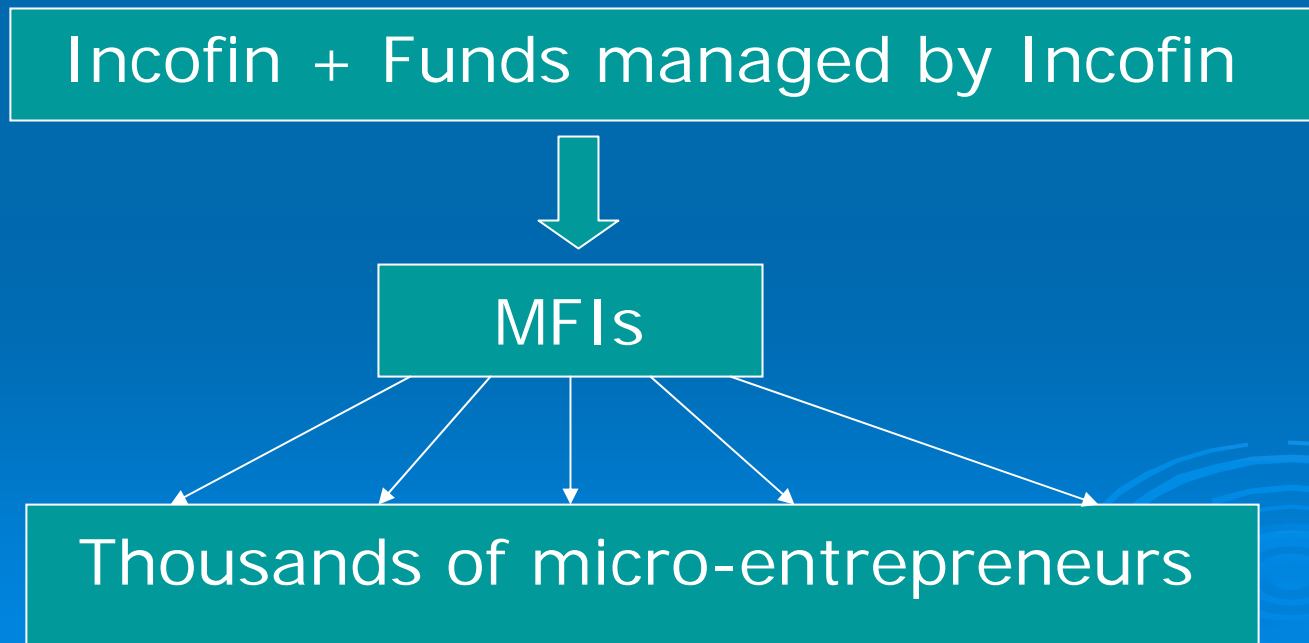 Incofin + Funds managed by Incofin
MFIs
Thousands of micro-entrepreneurs